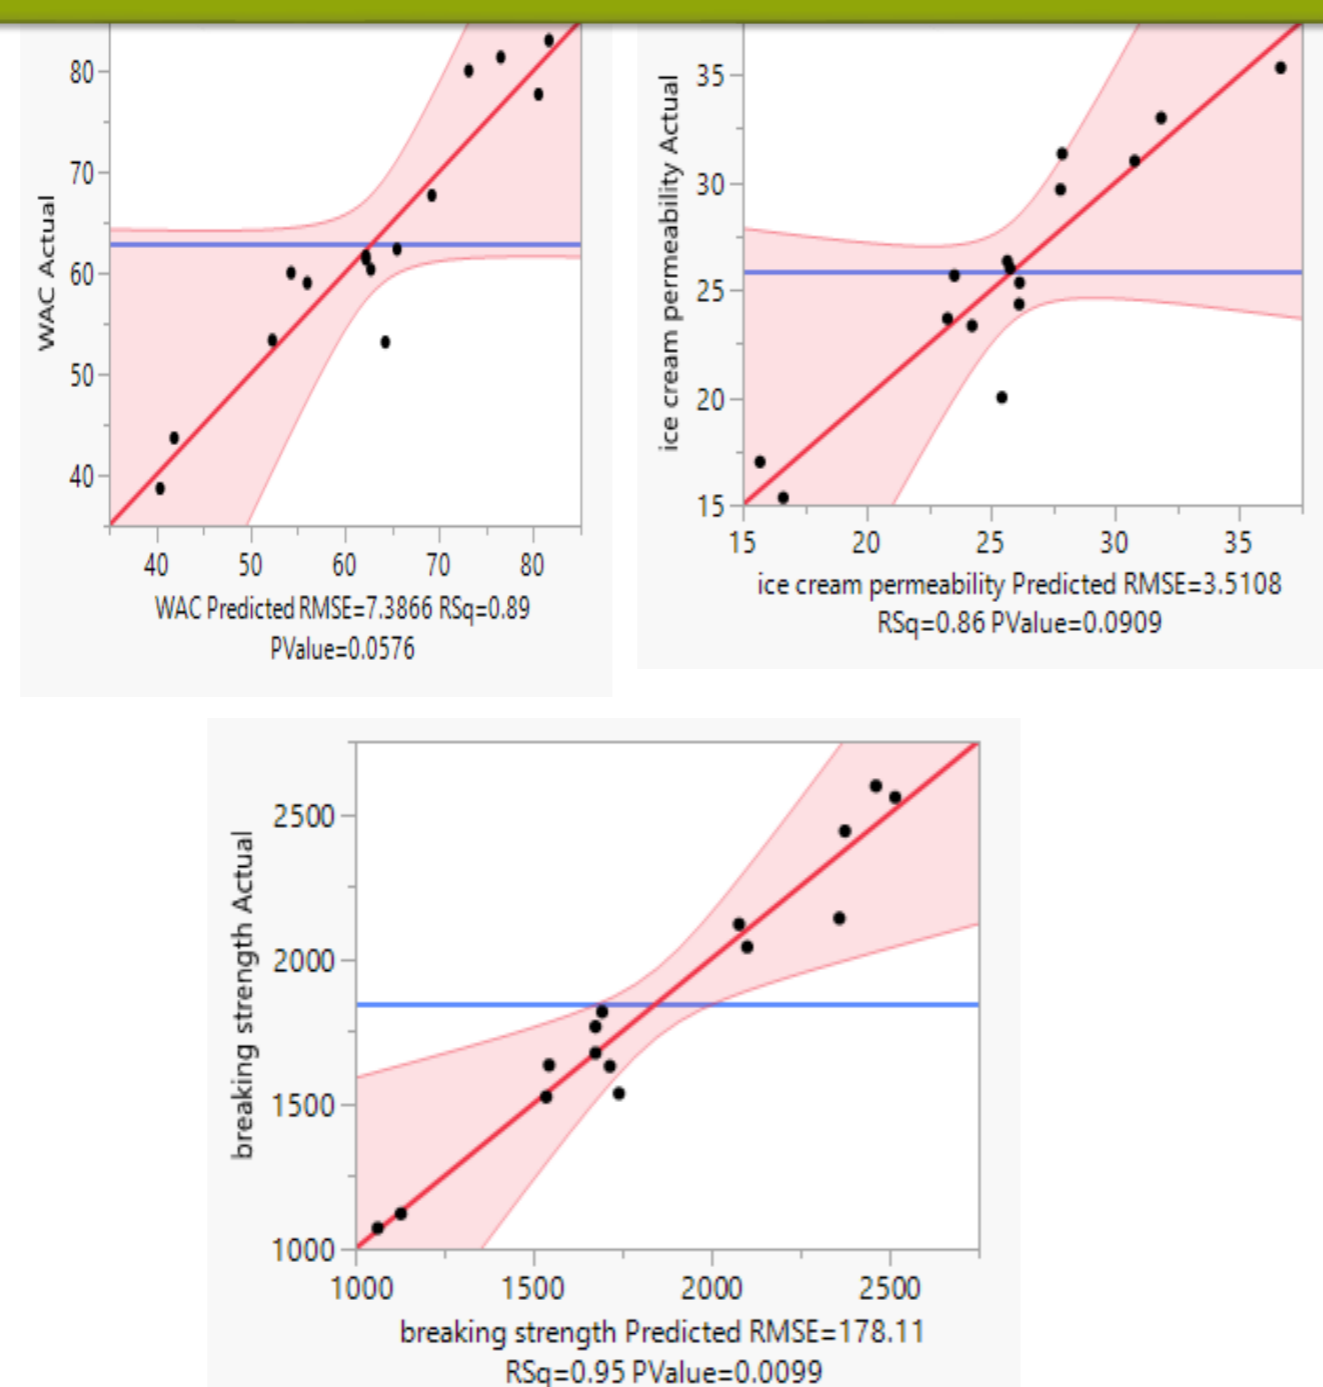 WAC Actual
80
70
60
50
40
40 50 60 70 80
WAC Predicted RMSE=7.3866 RSq=0.89
PValue=0.0576
ice cream permeability Actual
35
30
25
20
15
15 20 25 30 35
ice cream permeability Predicted RMSE=3.5108
RSq=0.86 PValue=0.0909
breaking strength Actual
2500
2000
1500
1000
1000 1500 2000 2500
breaking strength Predicted RMSE=178.11
RSq=0.95 PValue=0.0099